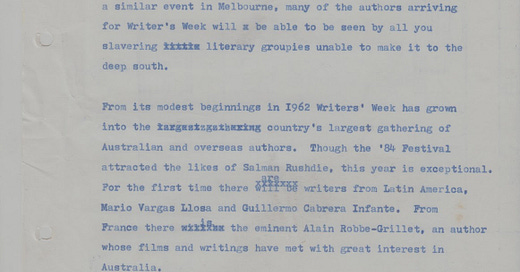 a similar event in Melbourne, many of the authors arriving
for Writer's Week will x be able to be seen by all you
slavering literary groupies unable to make it to the
deep south.
From its modest beginnings in 1962 Writers' Week has grown
into the country's largest gathering of
Australian and overseas authors. Though the '84 Festival
attracted the likes of Salman Rushdie, this year is exceptional.
are
For the first time there will be writers from Latin America,
Mario Vargas Llosa and Guillermo Cabrera Infante. From
is
France there the eminent Alain Robbe-Grillet, an author
whose films and writings have met with great interest in
Australia.